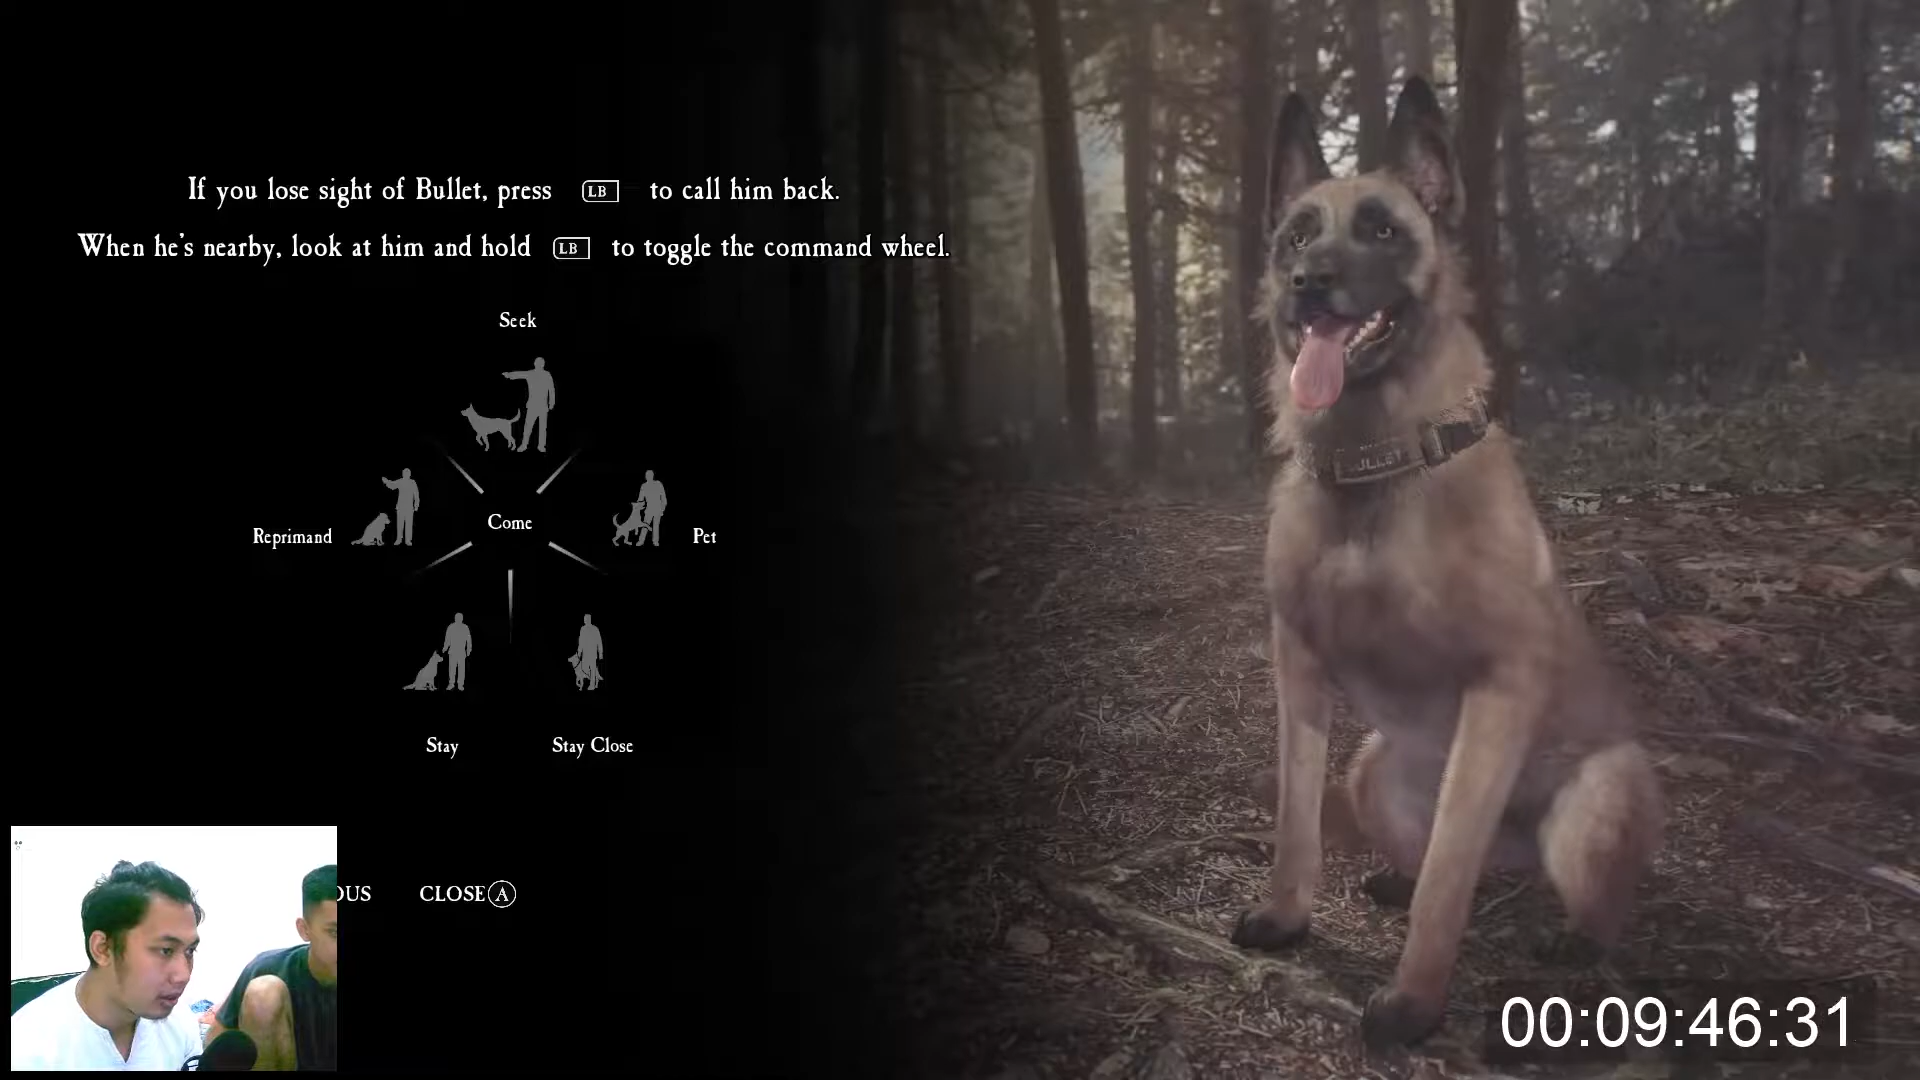 If you lose sight of Bullet, press LB to call him back.
When he's nearby, look at him and hold LB to toggle the command wheel.
Seek
Reprimand
Come
Pet
Stay
Stay Close
OUS
CLOSE A
BULLET
00:09:46:31